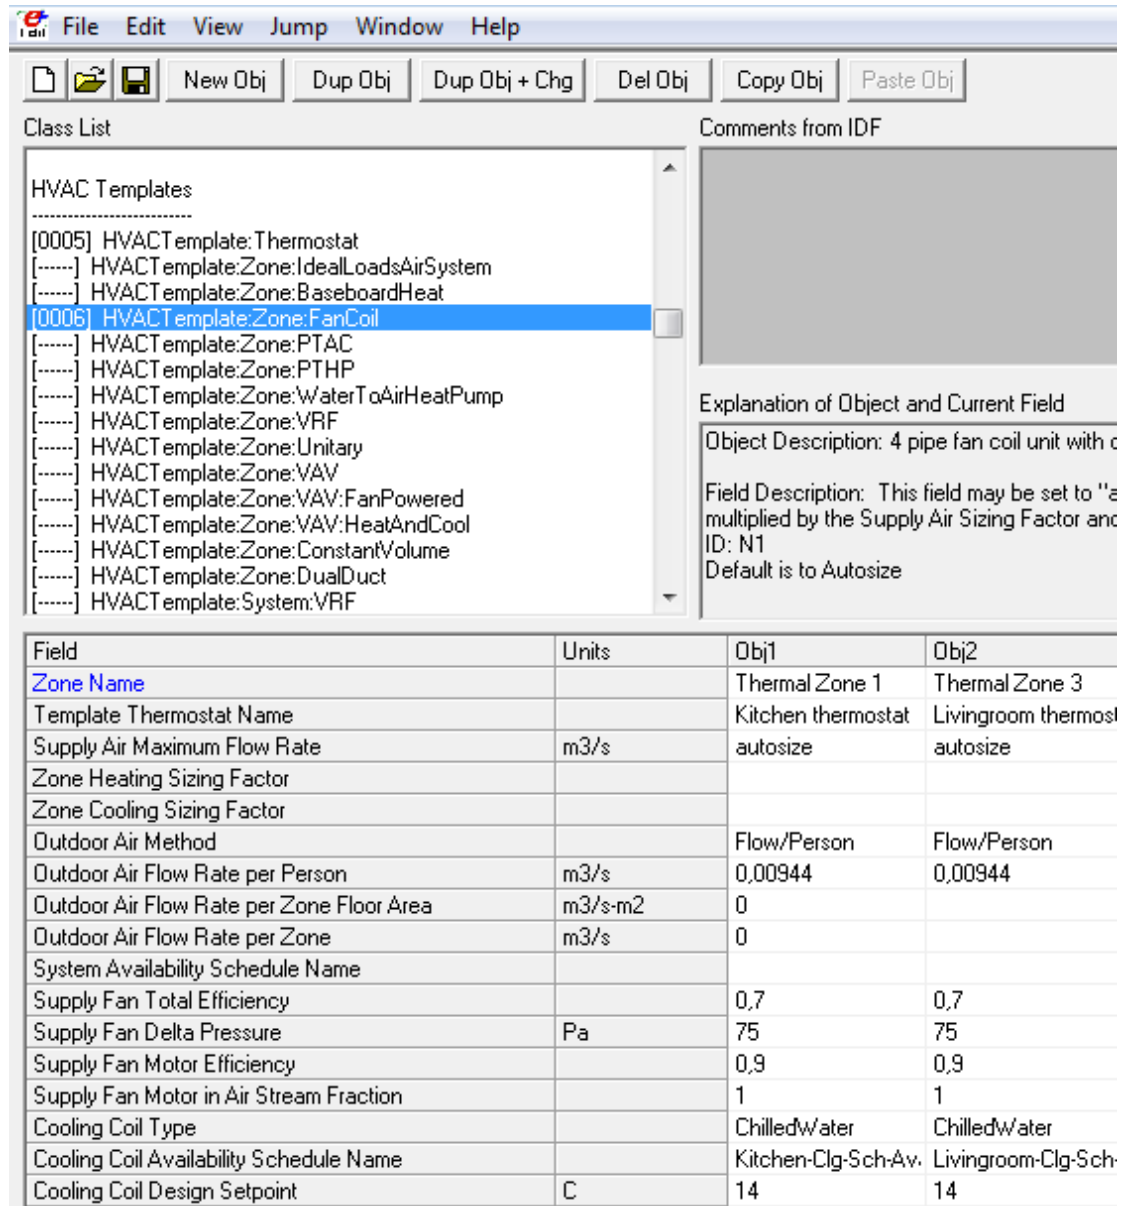 File Edit View Jump Window Help
New Obj Dup Obj Dup Obj + Chg Del Obj Copy Obj Paste Obj
Class List
Comments from IDF
HVAC Templates
---------------------------
[0005] HVACTemplate:Thermostat
[------] HVACTemplate:Zone:IdealLoadsAirSystem
[------] HVACTemplate:Zone:BaseboardHeat
[0006] HVACTemplate:Zone:FanCoil
[------] HVACTemplate:Zone:PTAC
[------] HVACTemplate:Zone:PTHP
[------] HVACTemplate:Zone:WaterToAirHeatPump
[------] HVACTemplate:Zone:VRF
[------] HVACTemplate:Zone:Unitary
[------] HVACTemplate:Zone:VAV
[------] HVACTemplate:Zone:VAV:FanPowered
[------] HVACTemplate:Zone:VAV:HeatAndCool
[------] HVACTemplate:Zone:ConstantVolume
[------] HVACTemplate:Zone:DualDuct
[------] HVACTemplate:System:VRF
Explanation of Object and Current Field
Object Description: 4 pipe fan coil unit with
Field Description: This field may be set to "a
multiplied by the Supply Air Sizing Factor and
ID: N1
Default is to Autosize
Field Units Obj1 Obj2
Zone Name Thermal Zone 1 Thermal Zone 3
Template Thermostat Name Kitchen thermostat Livingroom thermost
Supply Air Maximum Flow Rate m3/s autosize autosize
Zone Heating Sizing Factor
Zone Cooling Sizing Factor
Outdoor Air Method Flow/Person Flow/Person
Outdoor Air Flow Rate per Person m3/s 0,00944 0,00944
Outdoor Air Flow Rate per Zone Floor Area m3/s-m2 0
Outdoor Air Flow Rate per Zone m3/s 0
System Availability Schedule Name
Supply Fan Total Efficiency 0,7 0,7
Supply Fan Delta Pressure Pa 75 75
Supply Fan Motor Efficiency 0,9 0,9
Supply Fan Motor in Air Stream Fraction 1 1
Cooling Coil Type ChilledWater ChilledWater
Cooling Coil Availability Schedule Name Kitchen-Clg-Sch-Av Livingroom-Clg-Sch-
Cooling Coil Design Setpoint C 14 14